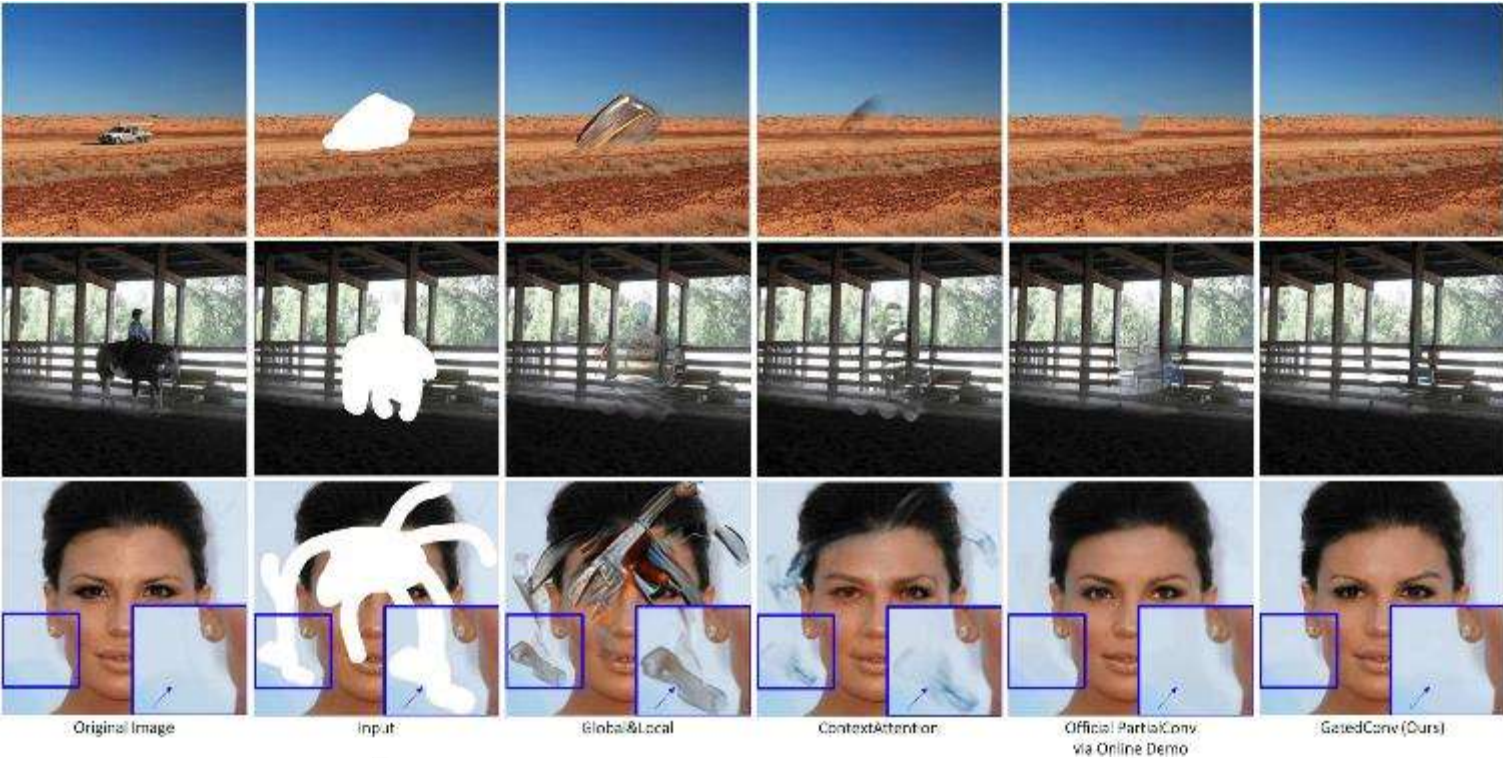 Original Image
Input
Global&Local
ContextAttention
Official PartialConv
via Online Demo
GatedConv (Ours)